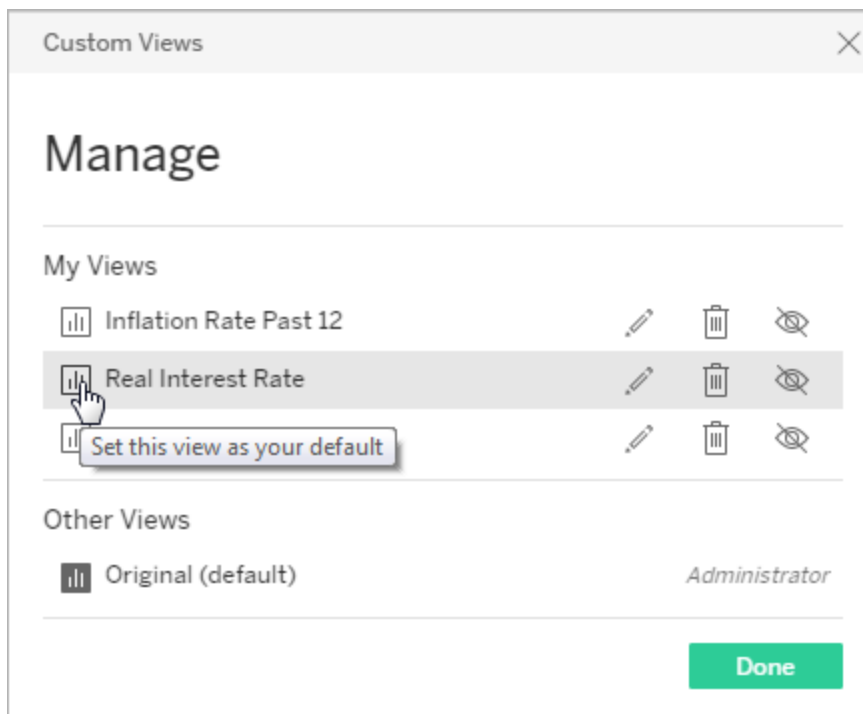 Custom Views
Manage
My Views
Inflation Rate Past 12
Real Interest Rate
Set this view as your default
Other Views
Original (default) Administrator
Done